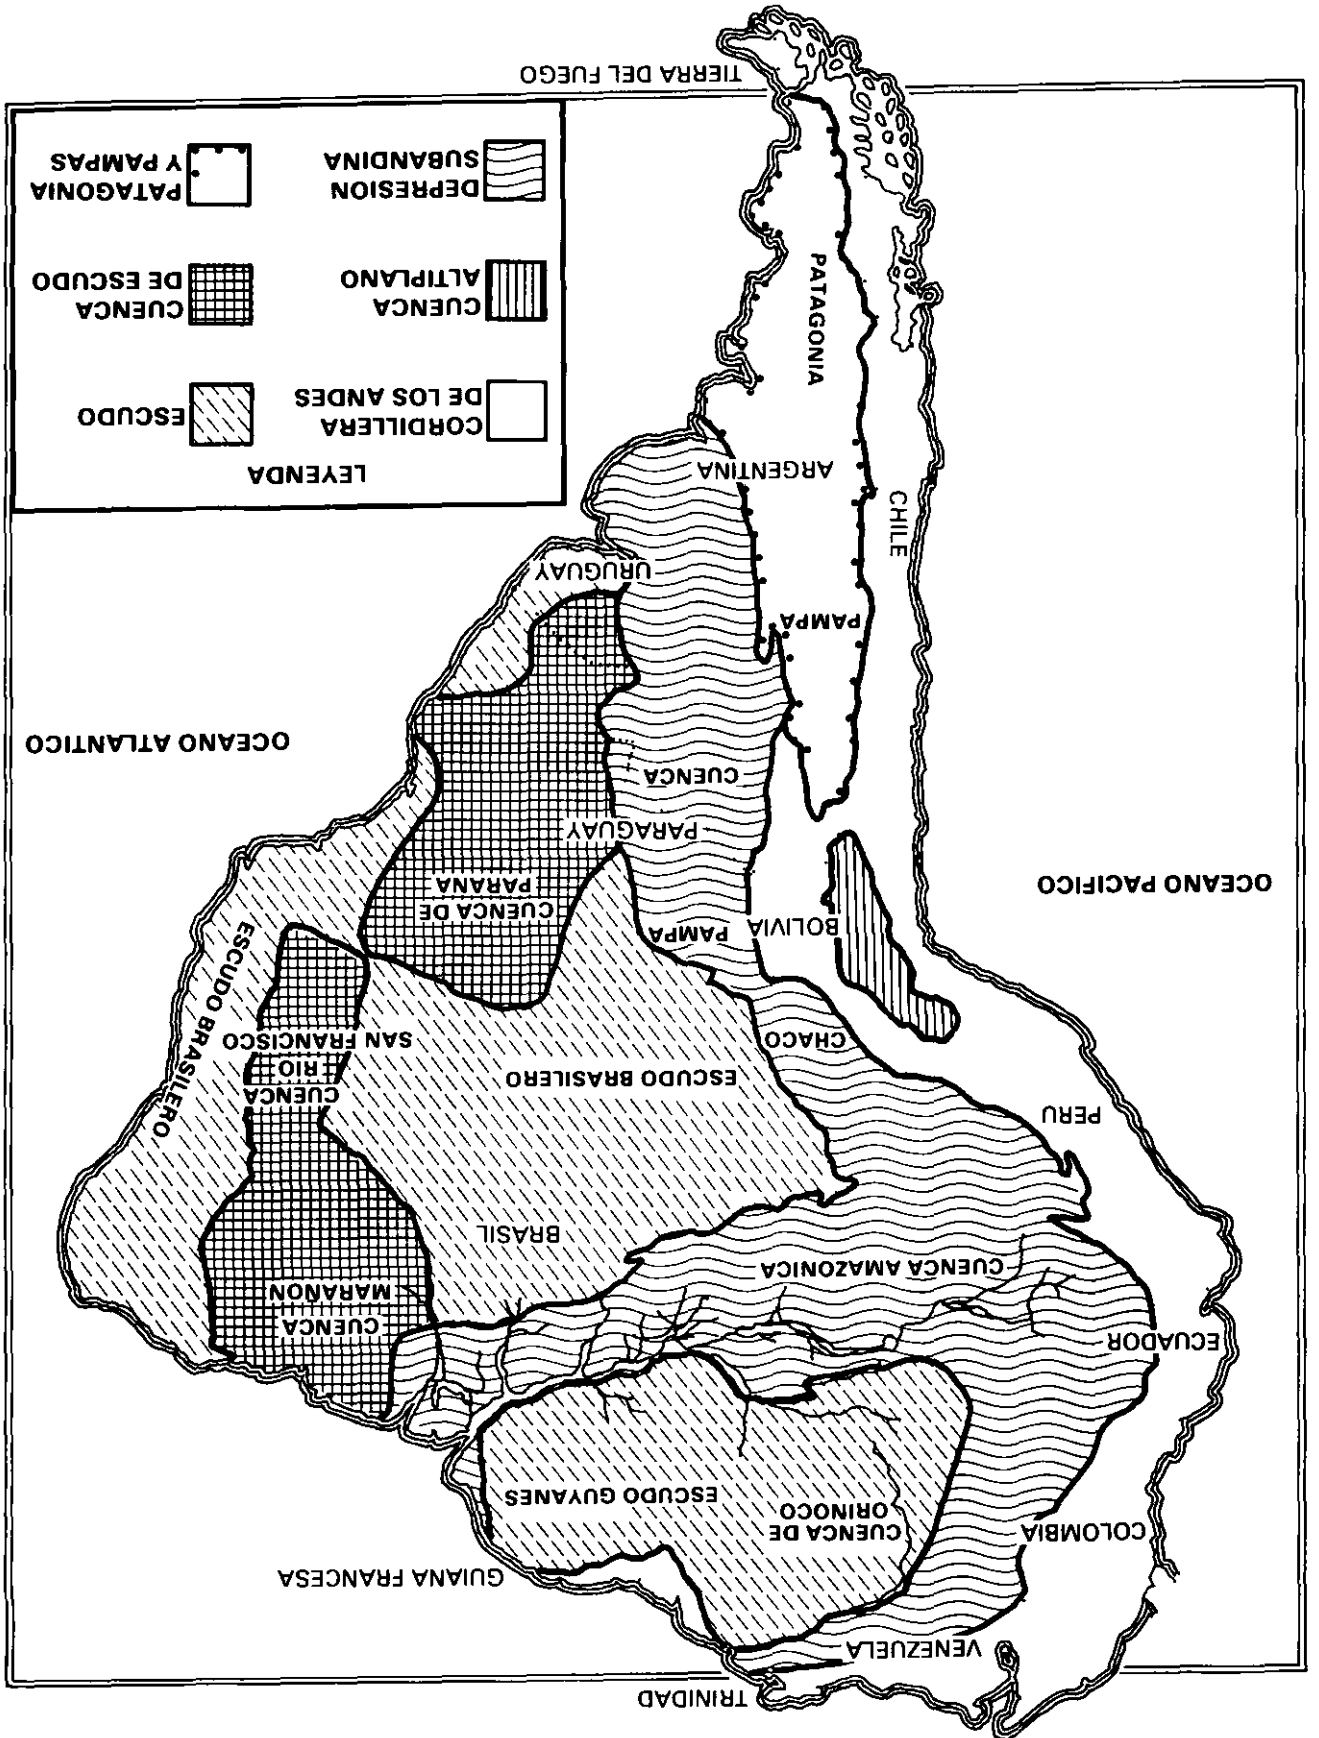 TRINIDAD
VENEZUELA
GUIANA FRANCESA
COLOMBIA
CUENCA DE
ORINOCO
ESCUDO GUYANES
ECUADOR
CUENCA
MARAÑON
CUENCA AMAZONICA
BRASIL
PERU
ESCUDO BRASILERO
CUENCA
RIO
SAN FRANCISCO
ESCUDO BRASILERO
CHACO
BOLIVIA
PAMPA
CUENCA DE
PARANA
OCEANO PACIFICO
PARAGUAY
CUENCA
OCEANO ATLANTICO
PAMPA
URUGUAY
CHILE
ARGENTINA
PATAGONIA
LEYENDA
CORDILLERA
DE LOS ANDES
ESCUDO
CUENCA
ALTIPLANO
CUENCA
DE ESCUDO
DEPRESION
SUBANDINA
PATAGONIA
Y PAMPAS
TIERRA DEL FUEGO